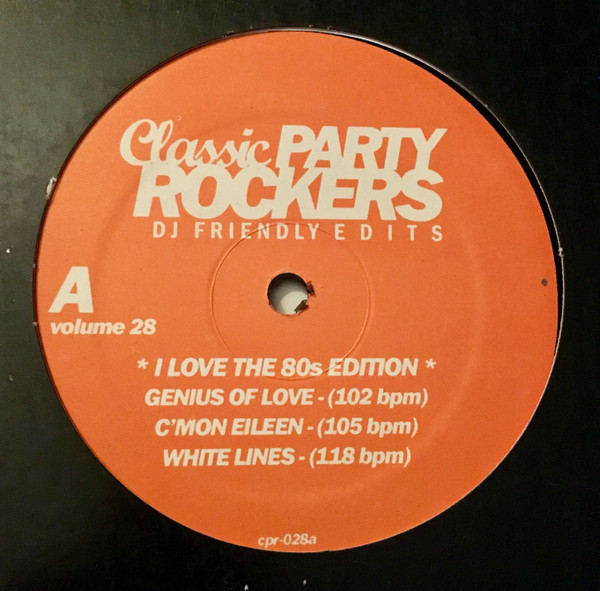 Classic PARTY
ROCKERS
DJ FRIENDLY EDITS
A
volume 28
* I LOVE THE 80s EDITION *
GENIUS OF LOVE - (102 bpm)
C'MON EILEEN - (105 bpm)
WHITE LINES - (118 bpm)
cpr-028a